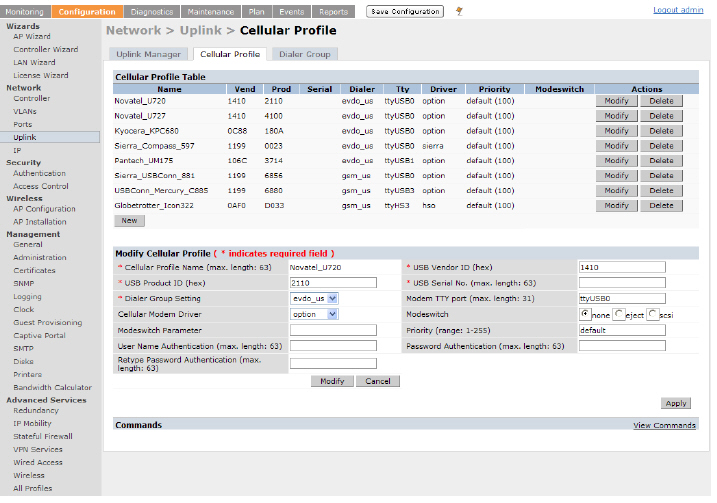 Network Configuration Diagnostics Maintenance Plan Events Reports Save Configuration Logout admin
Wizards
AP Wizard
Controller Wizard
LAN Wizard
License Wizard
Network
Controller
VLANs
Ports
Uplink
IP
Security
Authentication
Access Control
Wireless
AP Configuration
AP Installation
Management
General
Administration
Certificates
SNMP
Logging
Clock
Guest Provisioning
Captive Portal
SMTP
Disks
Printers
Bandwidth Calculator
Advanced Services
Redundancy
IP Mobility
Stateful Firewall
VPN Services
Wired Access
Wireless
All Profiles
Network > Uplink > Cellular Profile
Uplink Manager Cellular Profile Dialer Group
Cellular Profile Table
Name Vend Prod Serial Dialer Tty Driver Priority Modeswitch Actions
Novatel_U720 1410 2110 evdo_us ttyUSB0 option default (100) Modify Delete
Novatel_U727 1410 4100 evdo_us ttyUSB0 option default (100) Modify Delete
Kyocera_KPC680 0C88 180A evdo_us ttyUSB0 option default (100) Modify Delete
Sierra_Compass_597 1199 0023 evdo_us ttyUSB0 sierra default (100) Modify Delete
Pantech_UM175 106C 3714 evdo_us ttyUSB1 option default (100) Modify Delete
Sierra_USBConn_881 1199 6856 gsm_us ttyUSB0 option default (100) Modify Delete
USBConn_Mercury_C885 1199 6880 gsm_us ttyUSB3 option default (100) Modify Delete
Globetrotter_Icon322 0AF0 D033 gsm_us ttyHS3 hso default (100) Modify Delete
New
Modify Cellular Profile ( * indicates required field )
* Cellular Profile Name (max. length: 63) Novatel_U720 * USB Vendor ID (hex) 1410
* USB Product ID (hex) 2110 * USB Serial No. (max. length: 63)
* Dialer Group Setting evdo_us Modem TTY port (max. length: 31) ttyUSB0
Cellular Modem Driver option Modeswitch none eject scsi
Modeswitch Parameter Priority (range: 1-255) default
User Name Authentication (max. length: 63) Password Authentication (max. length: 63)
Retype Password Authentication (max.
length: 63)
Modify Cancel
Apply
Commands View Commands